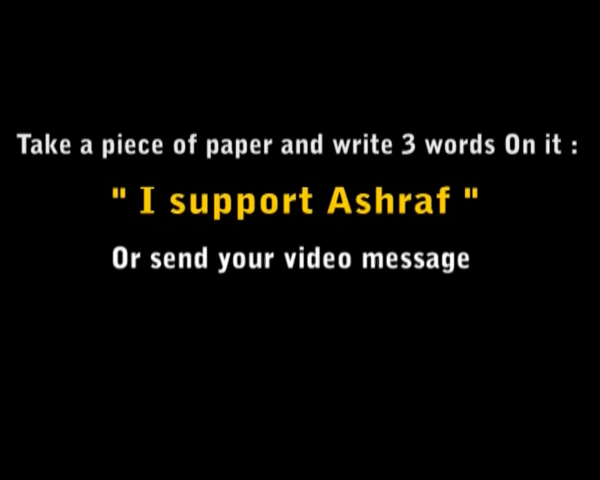 Take a piece of paper and write 3 words On it :
" I support Ashraf "
Or send your video message